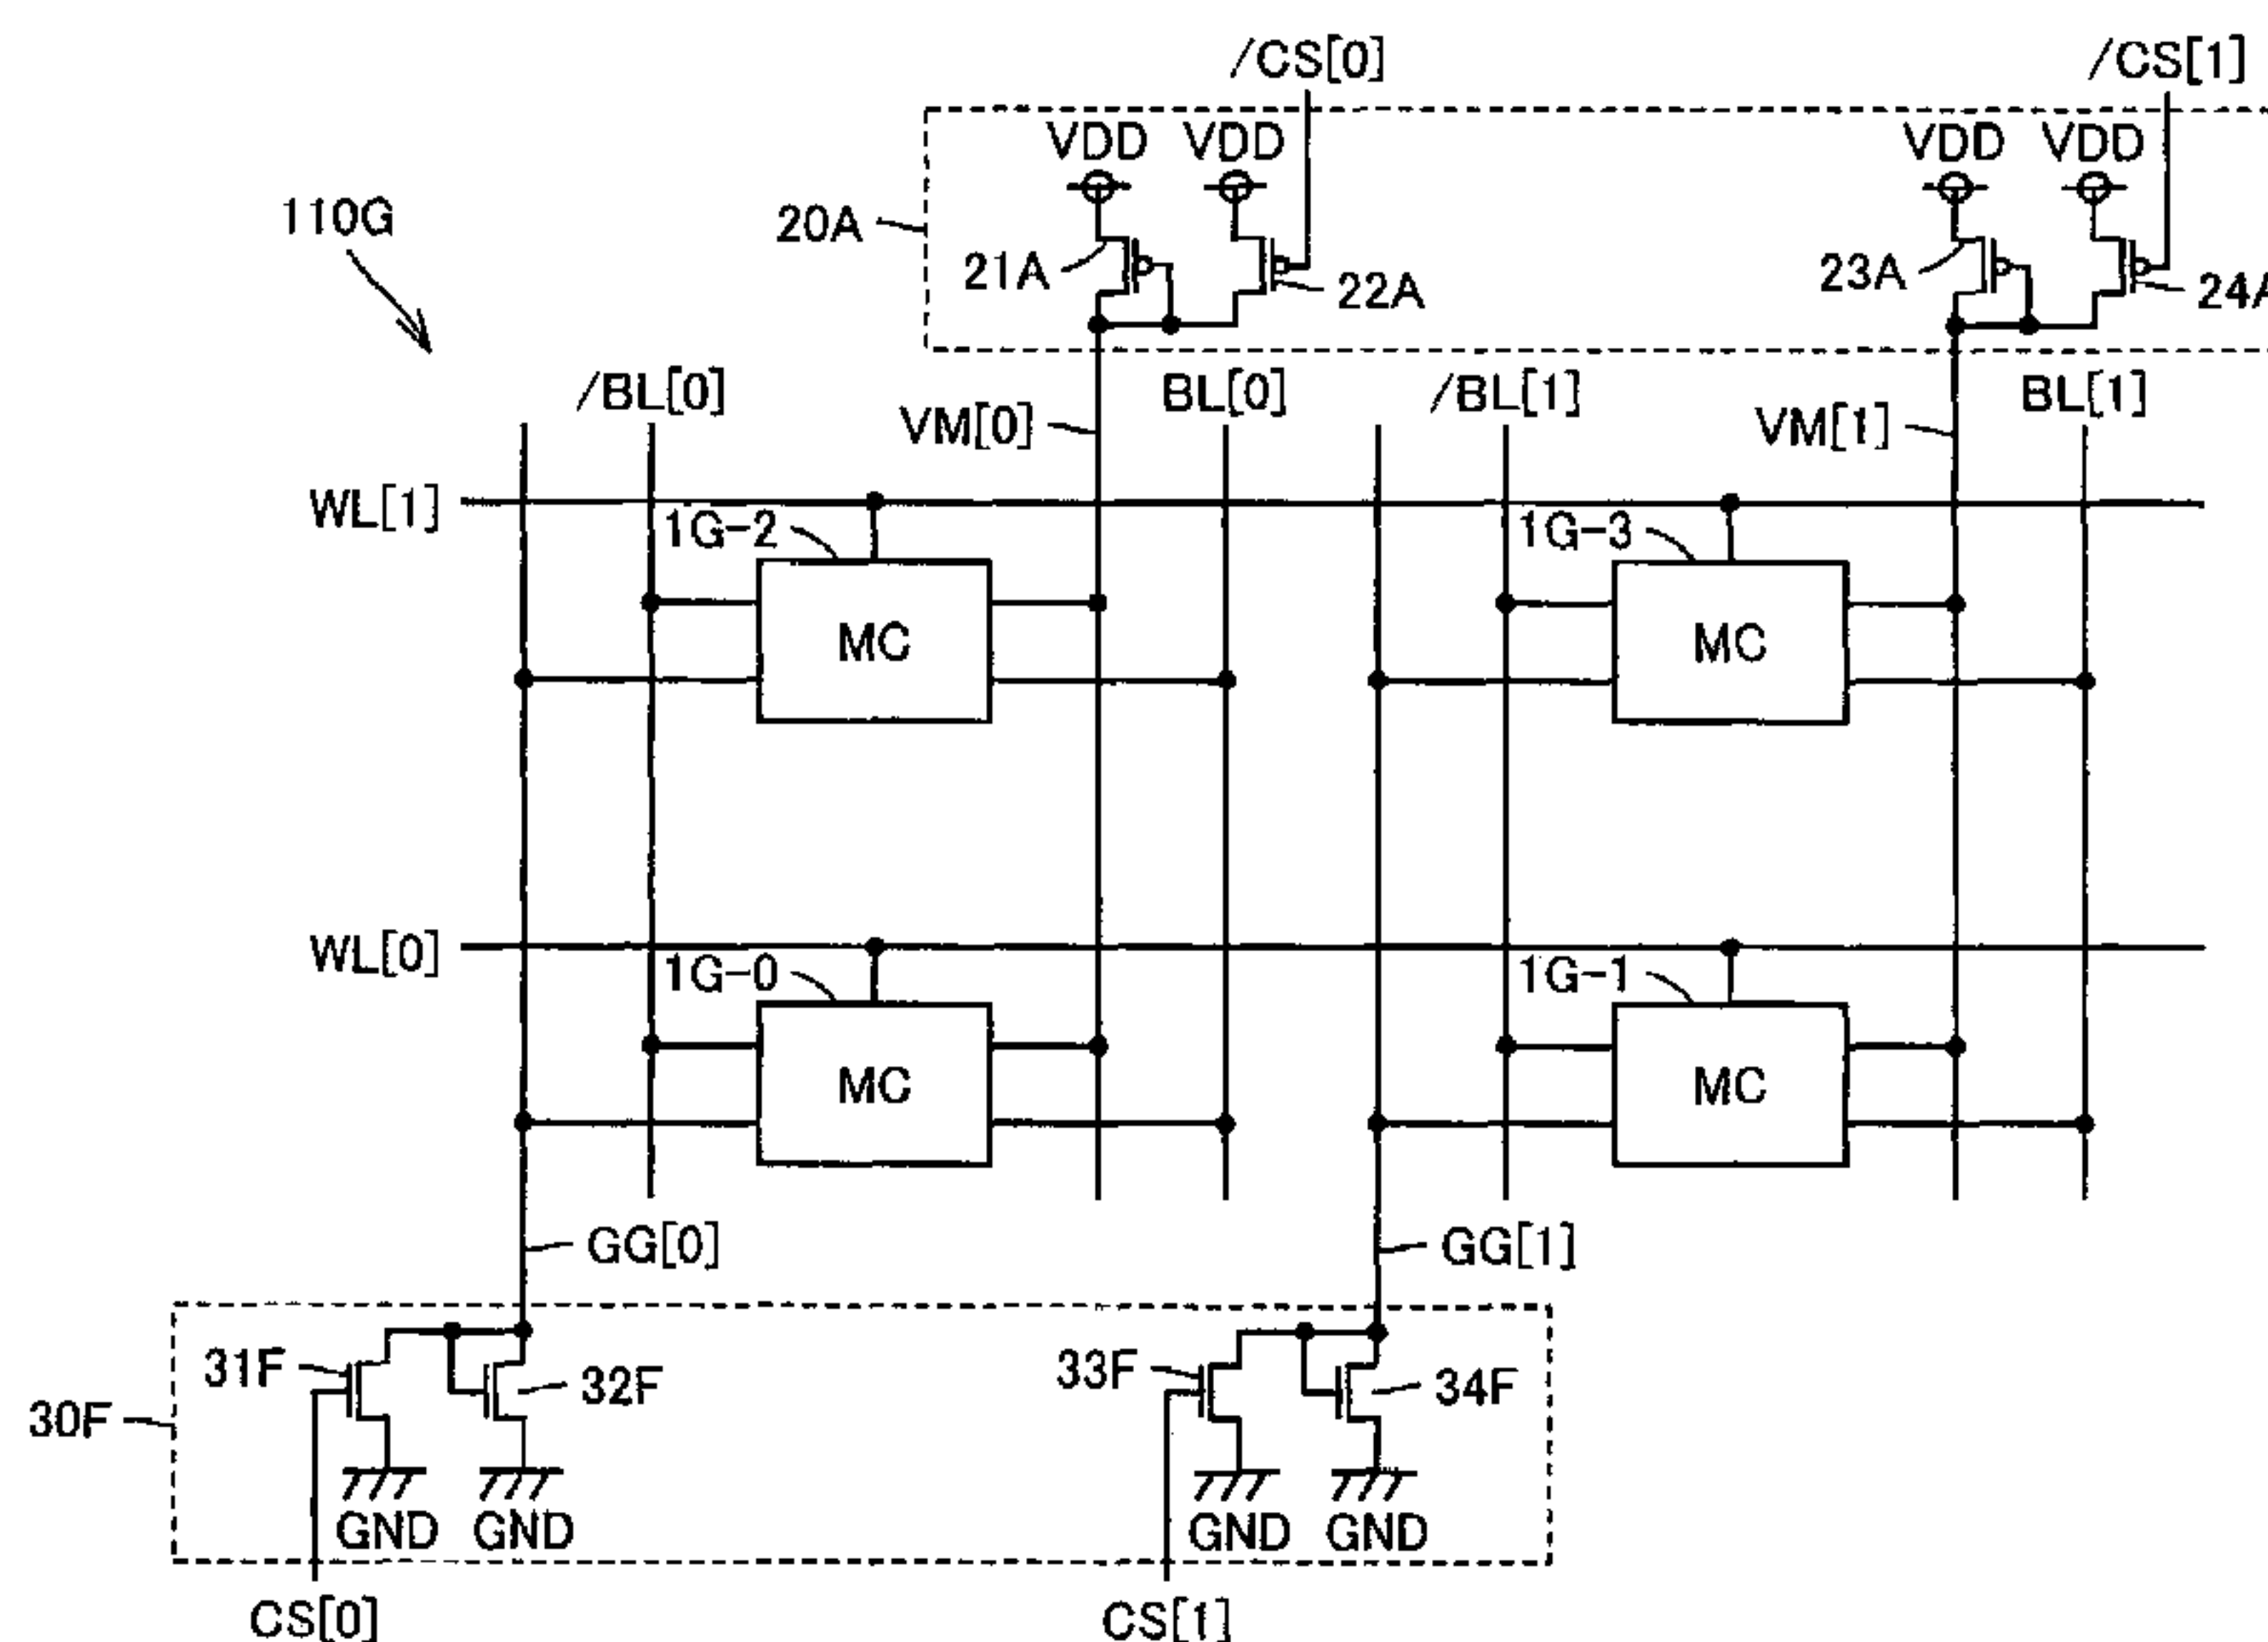 /CS[0] /CS[1]
VDD VDD VDD VDD
110G 20A
21A 22A 23A 24A
/BL[0] VM[0] BL[0] /BL[1] VM[1] BL[1]
WL[1] 1G-2 1G-3
MC MC
WL[0] 1G-0 1G-1
MC MC
GG[0] GG[1]
31F 32F 33F 34F
30F
GND GND GND GND
CS[0] CS[1]